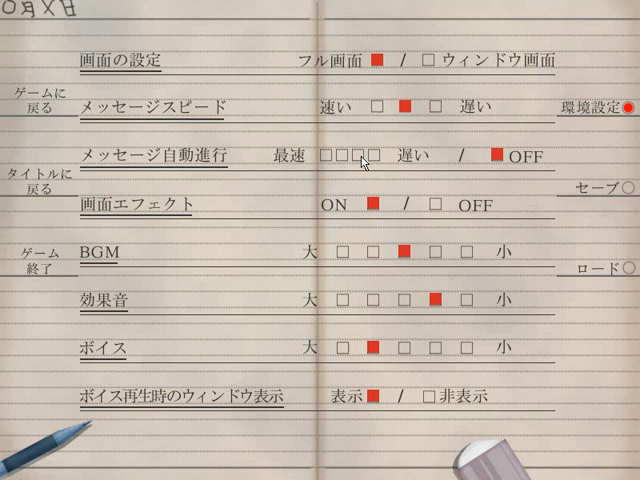 ○月×日
画面の設定 フル画面 / ウィンドウ画面
ゲームに
戻る
メッセージスピード 速い 遅い
環境設定
メッセージ自動進行 最速 遅い / OFF
タイトルに
戻る
セーブ
画面エフェクト ON / OFF
ゲーム
終了
BGM 大 小
ロード
効果音 大 小
ボイス 大 小
ボイス再生時のウィンドウ表示 表示 / 非表示